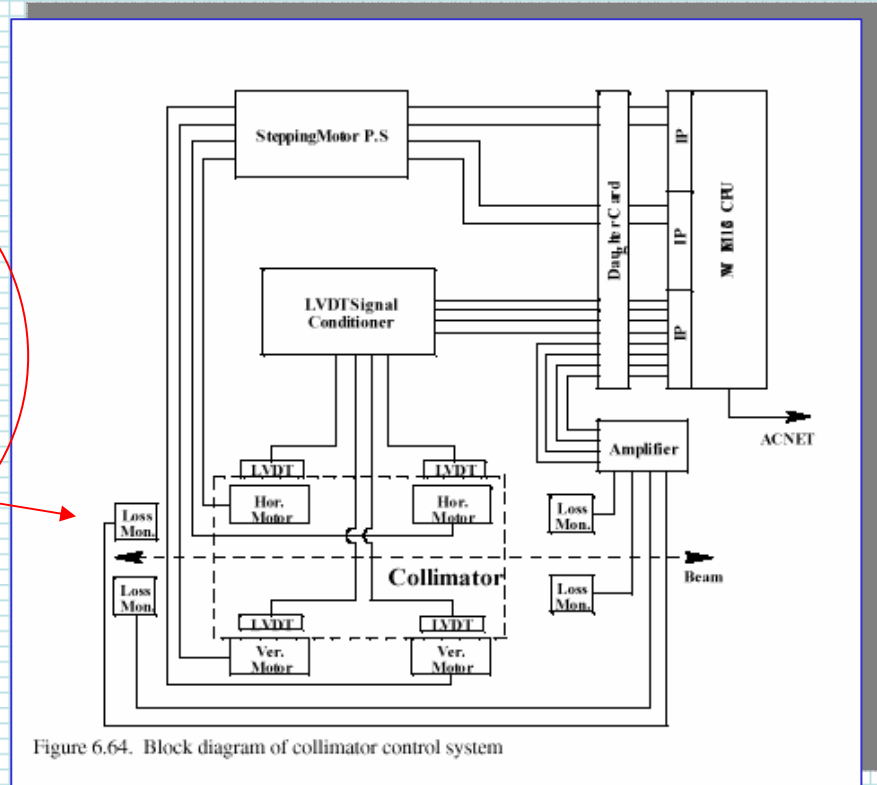 SteppingMotor P.S
IP
IP
IP
CPU
LVDTSignal
Conditioner
Amplifier
ACNET
LVDT
LVDT
Hor.
Motor
Hor.
Motor
Loss
Mon.
Loss
Mon.
Collimator
Beam
Loss
Mon.
Loss
Mon.
LVDT
LVDT
Ver.
Motor
Ver.
Motor
Figure 6.64. Block diagram of collimator control system